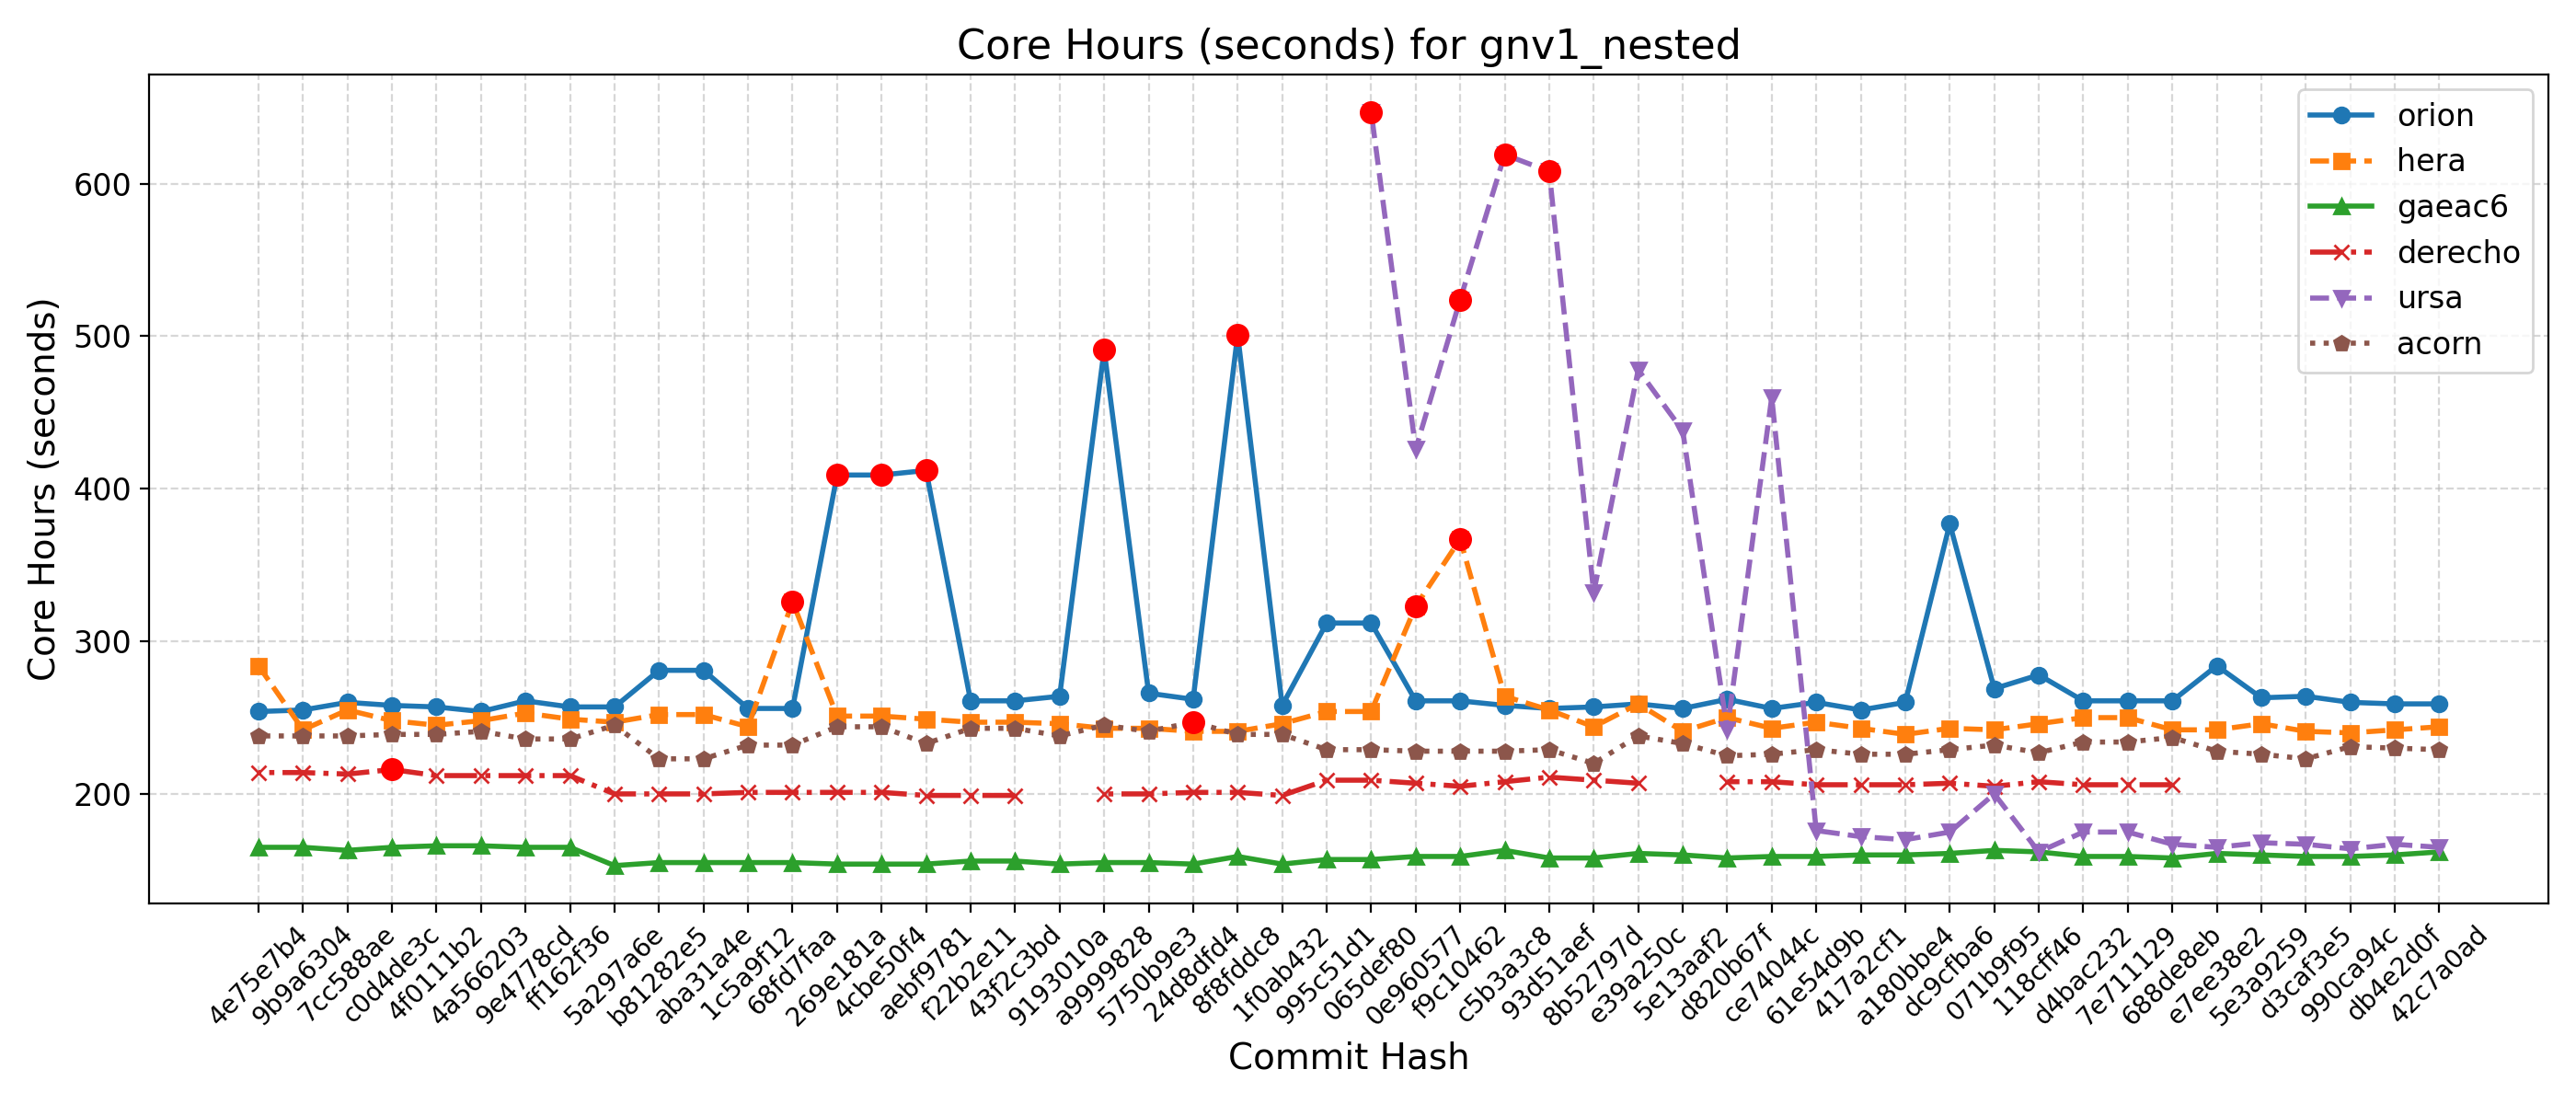 Core Hours (seconds) for gnv1_nested
Core Hours (seconds)
600
500
400
300
200
orion
hera
gaeac6
derecho
ursa
acorn
4e75e7b4
9b9a6304
7cc588ae
c0d4de3c
4f0111b2
4a566203
9e4778cd
ff162f36
5a297a6e
b81282e5
aba31a4e
1c5a9f12
68fd7faa
269e181a
4cbe50f4
aebf9781
f22b2e11
43f2c3bd
9193010a
a9999828
5750b9e3
24d8dfd4
8f8fddc8
1f0ab432
995c51d1
065def80
0e960577
f9c10462
c5b3a3c8
93d51aef
8b52797d
e39a250c
5e13aaf2
d820b67f
ce74044c
61e54d9b
417a2cf1
a180bbe4
dc9cfba6
071b9f95
118cff46
d4bac232
7e711129
688de8eb
e7ee38e2
5e3a9259
d3caf3e5
990ca94c
db4e2d0f
42c7a0ad
Commit Hash